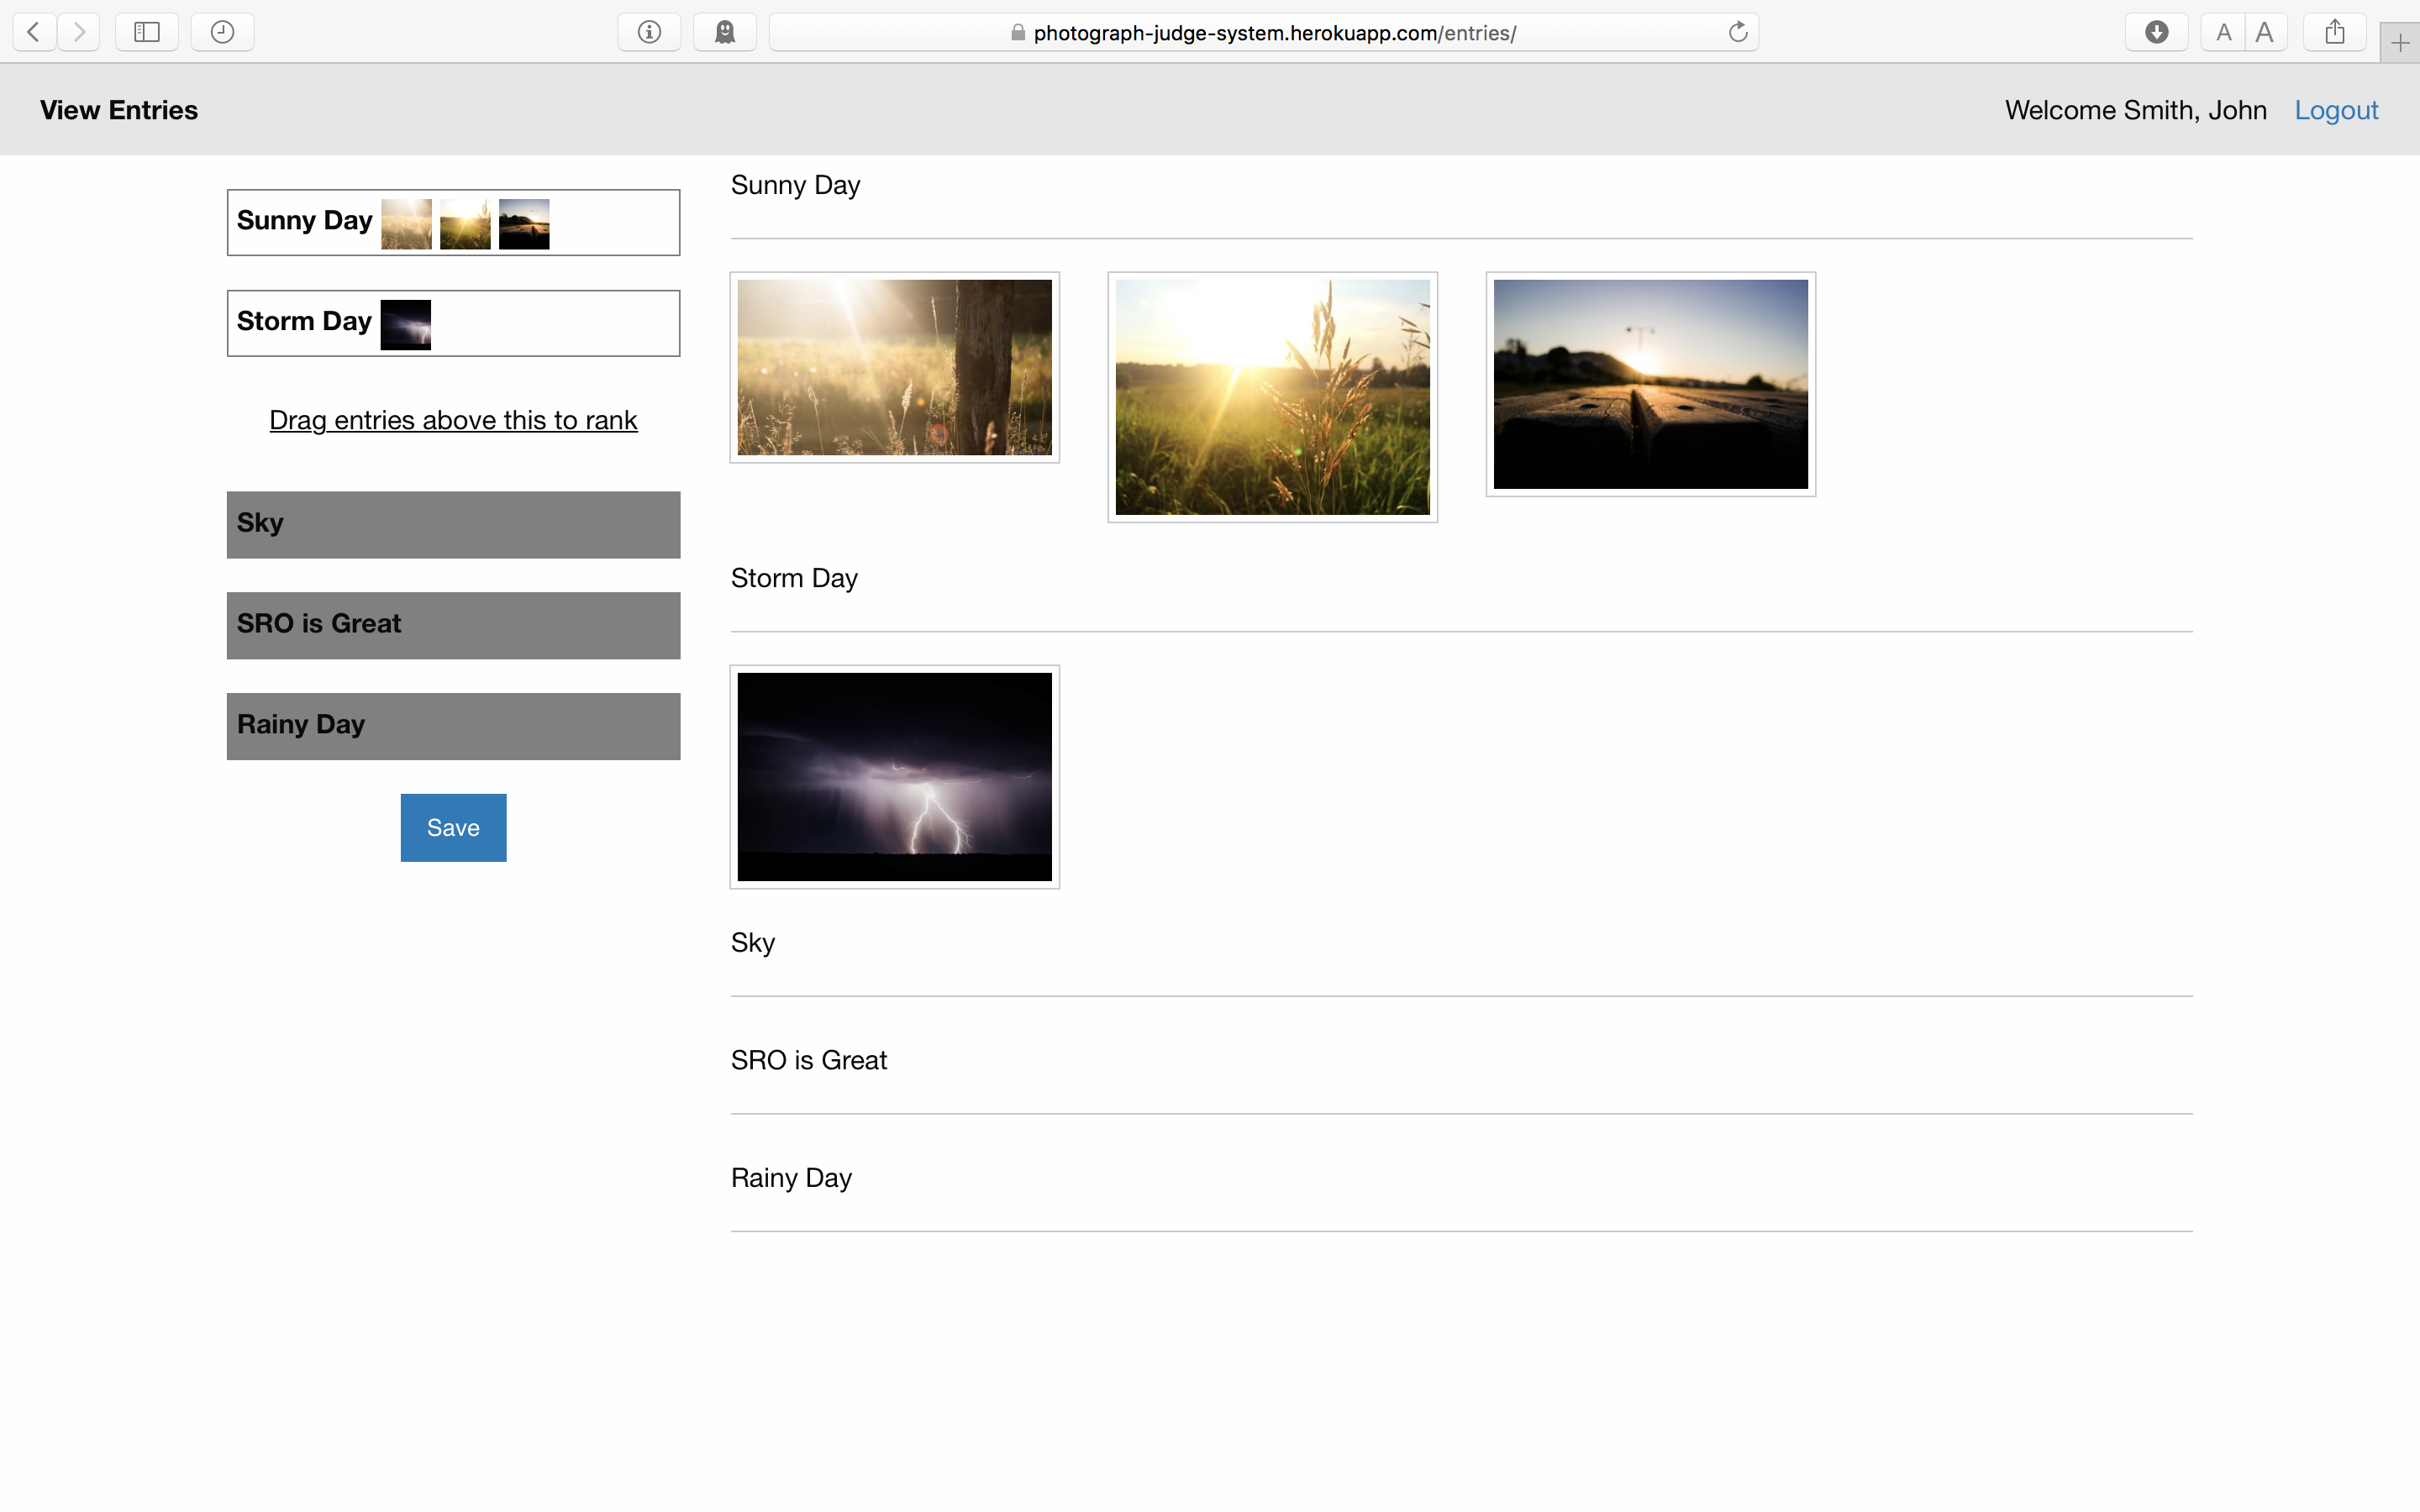 photograph-judge-system.herokuapp.com/entries/
A A
View Entries
Welcome Smith, John Logout
Sunny Day
Storm Day
Drag entries above this to rank
Sky
SRO is Great
Rainy Day
Save
Sunny Day
Storm Day
Sky
SRO is Great
Rainy Day